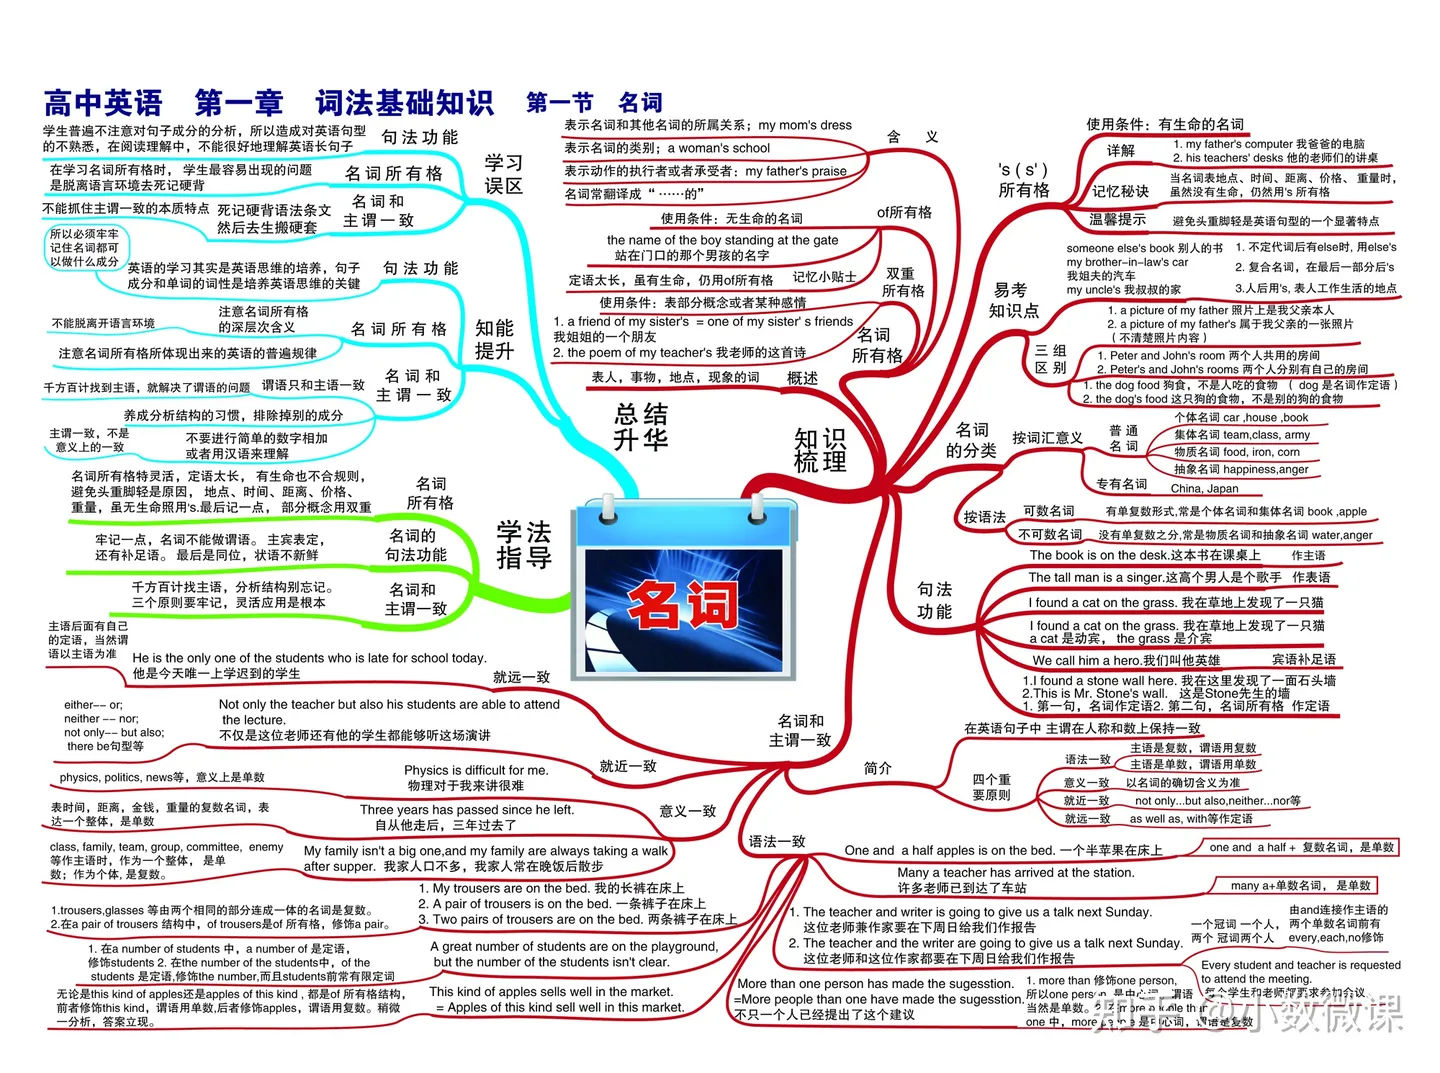 高中英语 第一章 词法基础知识 第一节 名词
学生普遍不注意对句子成分的分析，所以造成对英语句型
的不熟悉，在阅读理解中，不能很好地理解英语长句子
句法功能
在学习名词所有格时， 学生最容易出现的问题
是脱离语言环境去死记硬背
名词所有格
学习
误区
不能抓住主谓一致的本质特点
死记硬背语法条文
然后去生搬硬套
名词和
主谓一致
所以必须牢牢
记住名词都可
以做什么成分
英语的学习其实是英语思维的培养，句子
成分和单词的词性是培养英语思维的关键
句法功能
不能脱离开语言环境
注意名词所有格
的深层次含义
名词所有格
注意名词所有格所体现出来的英语的普遍规律
知能
提升
千方百计找到主语，就解决了谓语的问题
谓语只和主语一致
名词和
主谓一致
养成分析结构的习惯，排除掉别的成分
主谓一致，不是
意义上的一致
不要进行简单的数字相加
或者用汉语来理解
总结
升华
名词所有格特灵活，定语太长， 有生命也不合规则，
避免头重脚轻是原因， 地点、时间、距离、价格、
重量，虽无生命照用's.最后记一点， 部分概念用双重
名词
所有格
牢记一点，名词不能做谓语。 主宾表定，
还有补足语。 最后是同位，状语不新鲜
名词的
句法功能
千方百计找主语，分析结构别忘记。
三个原则要牢记，灵活应用是根本
名词和
主谓一致
学法
指导
名词
知识
梳理
表示名词和其他名词的所属关系；my mom's dress
表示名词的类别；a woman's school
表示动作的执行者或者承受者：my father's praise
名词常翻译成 “ ……的”
含 义
使用条件：无生命的名词
the name of the boy standing at the gate
站在门口的那个男孩的名字
定语太长，虽有生命，仍用of所有格
记忆小贴士
of所有格
使用条件：表部分概念或者某种感情
1. a friend of my sister's = one of my sister' s friends
我姐姐的一个朋友
2. the poem of my teacher's 我老师的这首诗
双重
所有格
名词
所有格
表人，事物，地点，现象的词
概述
's ( s' )
所有格
使用条件：有生命的名词
详解
1. my father's computer 我爸爸的电脑
2. his teachers' desks 他的老师们的讲桌
记忆秘诀
当名词表地点、时间、距离、价格、 重量时，
虽然没有生命，仍然用's 所有格
温馨提示
避免头重脚轻是英语句型的一个显著特点
易考
知识点
someone else's book 别人的书
my brother-in-law's car
我姐夫的汽车
my uncle's 我叔叔的家
1. 不定代词后有else时, 用else's
2. 复合名词，在最后一部分后's
3.人后用's, 表人工作生活的地点
三组
区别
1. a picture of my father 照片上是我父亲本人
2. a picture of my father's 属于我父亲的一张照片
（不清楚照片内容）
1. Peter and John's room 两个人共用的房间
2. Peter's and John's rooms 两个人分别有自己的房间
1. the dog food 狗食，不是人吃的食物 （ dog 是名词作定语）
2. the dog's food 这只狗的食物，不是别的狗的食物
名词
的分类
按词汇意义
普 通
名 词
个体名词 car ,house ,book
集体名词 team,class, army
物质名词 food, iron, corn
抽象名词 happiness,anger
专有名词
China, Japan
按语法
可数名词
有单复数形式,常是个体名词和集体名词 book ,apple
不可数名词
没有单复数之分,常是物质名词和抽象名词 water,anger
句法
功能
The book is on the desk.这本书在课桌上 作主语
The tall man is a singer.这高个男人是个歌手 作表语
I found a cat on the grass. 我在草地上发现了一只猫
I found a cat on the grass. 我在草地上发现了一只猫
a cat 是动宾， the grass 是介宾
We call him a hero.我们叫他英雄 宾语补足语
1.I found a stone wall here. 我在这里发现了一面石头墙
2.This is Mr. Stone's wall. 这是Stone先生的墙
1. 第一句，名词作定语2. 第二句，名词所有格 作定语
名词和
主谓一致
简介
在英语句子中 主谓在人称和数上保持一致
四个重
要原则
语法一致
主语是复数，谓语用复数
主语是单数，谓语用单数
意义一致 以名词的确切含义为准
就近一致 not only...but also,neither...nor等
就远一致 as well as, with等作定语
主语后面有自己
的定语，当然谓
语以主语为准
He is the only one of the students who is late for school today.
他是今天唯一上学迟到的学生
就远一致
either-- or;
neither -- nor;
not only-- but also;
there be句型等
Not only the teacher but also his students are able to attend
the lecture.
不仅是这位老师还有他的学生都能够听这场演讲
就近一致
physics, politics, news等，意义上是单数
Physics is difficult for me.
物理对于我来讲很难
表时间，距离，金钱，重量的复数名词，表
达一个整体，是单数
Three years has passed since he left.
自从他走后，三年过去了
意义一致
class, family, team, group, committee, enemy
等作主语时，作为一个整体， 是单
数；作为个体, 是复数。
My family isn't a big one,and my family are always taking a walk
after supper. 我家人口不多，我家人常在晚饭后散步
语法一致
1.trousers,glasses 等由两个相同的部分连成一体的名词是复数。
2.在a pair of trousers 结构中，of trousers是of 所有格，修饰a pair。
1. My trousers are on the bed. 我的长裤在床上
2. A pair of trousers is on the bed. 一条裤子在床上
3. Two pairs of trousers are on the bed. 两条裤子在床上
1. 在a number of students 中，a number of 是定语，
修饰students 2. 在the number of the students中，of the
students 是定语,修饰the number,而且students前常有限定词
A great number of students are on the playground,
but the number of the students isn't clear.
无论是this kind of apples还是apples of this kind , 都是of 所有格结构，
前者修饰this kind，谓语用单数,后者修饰apples，谓语用复数。稍微
一分析，答案立现。
This kind of apples sells well in the market.
= Apples of this kind sell well in this market.
One and a half apples is on the bed. 一个半苹果在床上
one and a half + 复数名词，是单数
Many a teacher has arrived at the station.
许多老师已到达了车站
many a+单数名词， 是单数
1. The teacher and writer is going to give us a talk next Sunday.
这位老师兼作家要在下周日给我们作报告
2. The teacher and the writer are going to give us a talk next Sunday.
这位老师和这位作家都要在下周日给我们作报告
一个冠词 一个人，
两个 冠词两个人
由and连接作主语的
两个单数名词前有
every,each,no修饰
Every student and teacher is requested
to attend the meeting.
每个学生和老师都要求参加会议
More than one person has made the sugesstion.
=More people than one have made the sugesstion.
不只一个人已经提出了这个建议
1. more than 修饰one person,
所以one person 是中心词，谓语
当然是单数。 2. 在more people than
one 中，more people 是中心词，谓语是复数
知乎 @小数微课